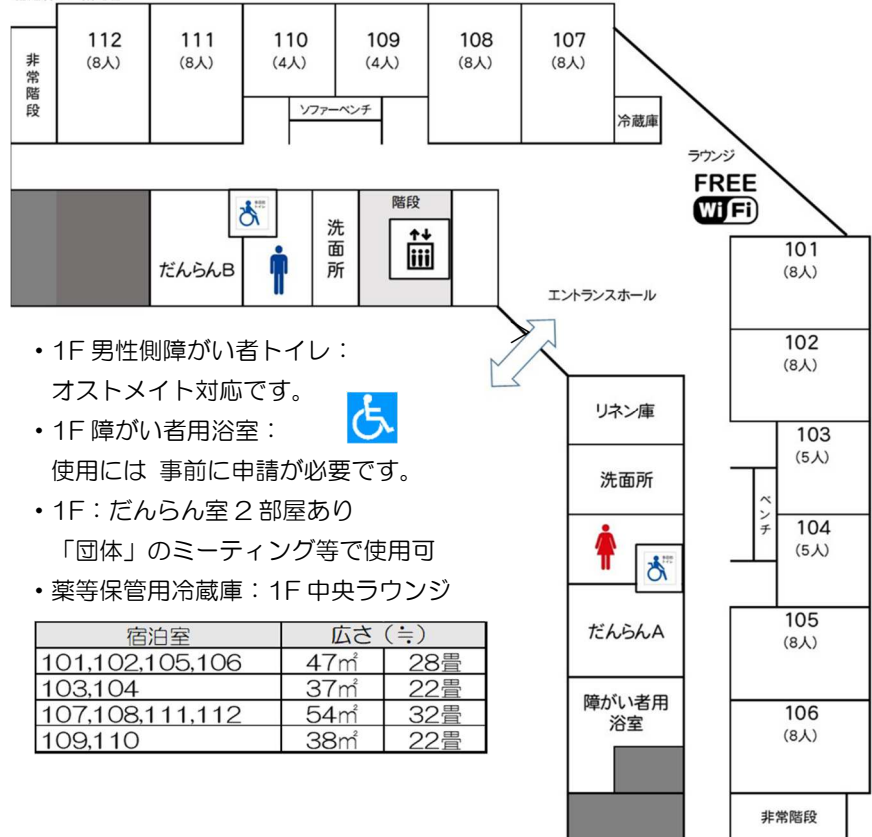 112
(8人)
111
(8人)
110
(4人)
109
(4人)
108
(8人)
107
(8人)
非常階段
ソファーベンチ
冷蔵庫
ラウンジ
FREE
Wi Fi
だんらんB
洗面所
階段
エントランスホール
101
(8人)
102
(8人)
103
(5人)
ベンチ
104
(5人)
105
(8人)
106
(8人)
非常階段
リネン庫
洗面所
だんらんA
障がい者用
浴室
・1F 男性側障がい者トイレ：
オストメイト対応です。
・1F 障がい者用浴室：
使用には 事前に申請が必要です。
・1F：だんらん室２部屋あり
「団体」のミーティング等で使用可
・薬等保管用冷蔵庫：1F 中央ラウンジ
宿泊室 広さ（≒）
101,102,105,106 47㎡ 28畳
103,104 37㎡ 22畳
107,108,111,112 54㎡ 32畳
109,110 38㎡ 22畳